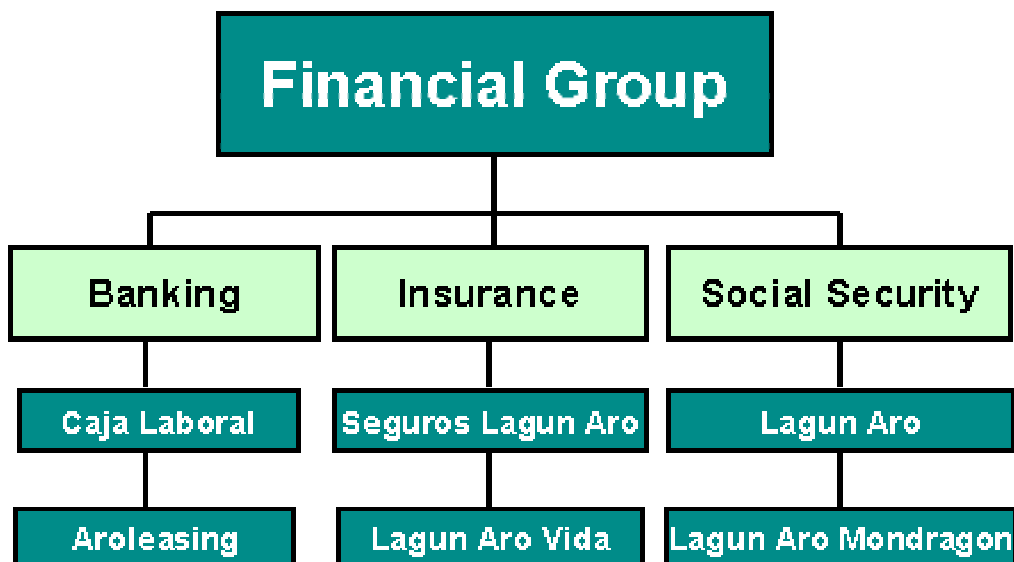 Financial Group
Banking
Insurance
Social Security
Caja Laboral
Seguros Lagun Aro
Lagun Aro
Aroleasing
Lagun Aro Vida
Lagun Aro Mondragon